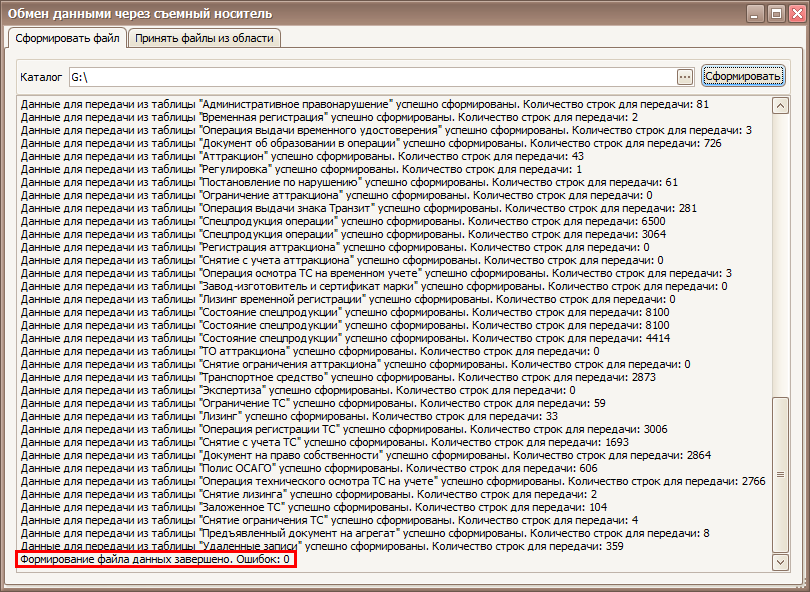 Обмен данными через съемный носитель
Сформировать файл
Принять файлы из области
Каталог G:\ ... Сформировать
Данные для передачи из таблицы "Административное правонарушение" успешно сформированы. Количество строк для передачи: 81
Данные для передачи из таблицы "Временная регистрация" успешно сформированы. Количество строк для передачи: 2
Данные для передачи из таблицы "Операция выдачи временного удостоверения" успешно сформированы. Количество строк для передачи: 3
Данные для передачи из таблицы "Документ об образовании в операции" успешно сформированы. Количество строк для передачи: 726
Данные для передачи из таблицы "Аттракцион" успешно сформированы. Количество строк для передачи: 43
Данные для передачи из таблицы "Регулировка" успешно сформированы. Количество строк для передачи: 1
Данные для передачи из таблицы "Постановление по нарушению" успешно сформированы. Количество строк для передачи: 61
Данные для передачи из таблицы "Ограничение аттракциона" успешно сформированы. Количество строк для передачи: 0
Данные для передачи из таблицы "Операция выдачи знака Транзит" успешно сформированы. Количество строк для передачи: 281
Данные для передачи из таблицы "Спецпродукция операции" успешно сформированы. Количество строк для передачи: 6500
Данные для передачи из таблицы "Спецпродукция операции" успешно сформированы. Количество строк для передачи: 3064
Данные для передачи из таблицы "Регистрация аттракциона" успешно сформированы. Количество строк для передачи: 0
Данные для передачи из таблицы "Снятие с учета аттракциона" успешно сформированы. Количество строк для передачи: 0
Данные для передачи из таблицы "Операция осмотра ТС на временном учете" успешно сформированы. Количество строк для передачи: 3
Данные для передачи из таблицы "Завод-изготовитель и сертификат марки" успешно сформированы. Количество строк для передачи: 0
Данные для передачи из таблицы "Лизинг временной регистрации" успешно сформированы. Количество строк для передачи: 0
Данные для передачи из таблицы "Состояние спецпродукции" успешно сформированы. Количество строк для передачи: 8100
Данные для передачи из таблицы "Состояние спецпродукции" успешно сформированы. Количество строк для передачи: 8100
Данные для передачи из таблицы "Состояние спецпродукции" успешно сформированы. Количество строк для передачи: 4414
Данные для передачи из таблицы "ТО аттракциона" успешно сформированы. Количество строк для передачи: 0
Данные для передачи из таблицы "Снятие ограничения аттракциона" успешно сформированы. Количество строк для передачи: 0
Данные для передачи из таблицы "Транспортное средство" успешно сформированы. Количество строк для передачи: 2873
Данные для передачи из таблицы "Экспертиза" успешно сформированы. Количество строк для передачи: 0
Данные для передачи из таблицы "Ограничение ТС" успешно сформированы. Количество строк для передачи: 59
Данные для передачи из таблицы "Лизинг" успешно сформированы. Количество строк для передачи: 33
Данные для передачи из таблицы "Операция регистрации ТС" успешно сформированы. Количество строк для передачи: 3006
Данные для передачи из таблицы "Снятие с учета ТС" успешно сформированы. Количество строк для передачи: 1693
Данные для передачи из таблицы "Документ на право собственности" успешно сформированы. Количество строк для передачи: 2864
Данные для передачи из таблицы "Полис ОСАГО" успешно сформированы. Количество строк для передачи: 606
Данные для передачи из таблицы "Операция технического осмотра ТС на учете" успешно сформированы. Количество строк для передачи: 2766
Данные для передачи из таблицы "Снятие лизинга" успешно сформированы. Количество строк для передачи: 2
Данные для передачи из таблицы "Заложенное ТС" успешно сформированы. Количество строк для передачи: 104
Данные для передачи из таблицы "Снятие ограничения ТС" успешно сформированы. Количество строк для передачи: 4
Данные для передачи из таблицы "Предъявленный документ на агрегат" успешно сформированы. Количество строк для передачи: 8
Данные для передачи из таблицы "Удаленные записи" успешно сформированы. Количество строк для передачи: 359
Формирование файла данных завершено. Ошибок: 0